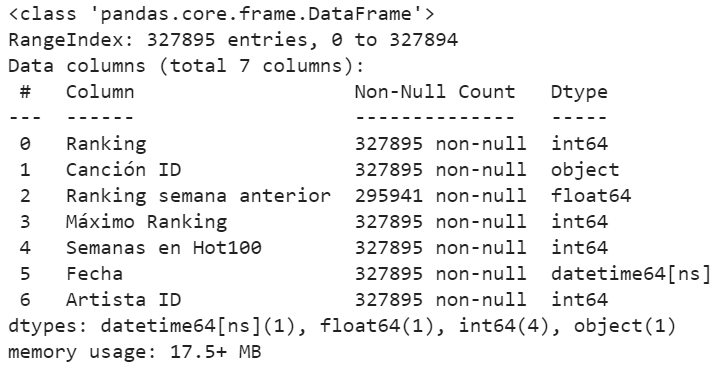 <class 'pandas.core.frame.DataFrame'>
RangeIndex: 327895 entries, 0 to 327894
Data columns (total 7 columns):
 #   Column                   Non-Null Count   Dtype
---  ------                   --------------   -----
 0   Ranking                  327895 non-null  int64
 1   Canción ID               327895 non-null  object
 2   Ranking semana anterior  295941 non-null  float64
 3   Máximo Ranking           327895 non-null  int64
 4   Semanas en Hot100        327895 non-null  int64
 5   Fecha                    327895 non-null  datetime64[ns]
 6   Artista ID               327895 non-null  int64
dtypes: datetime64[ns](1), float64(1), int64(4), object(1)
memory usage: 17.5+ MB